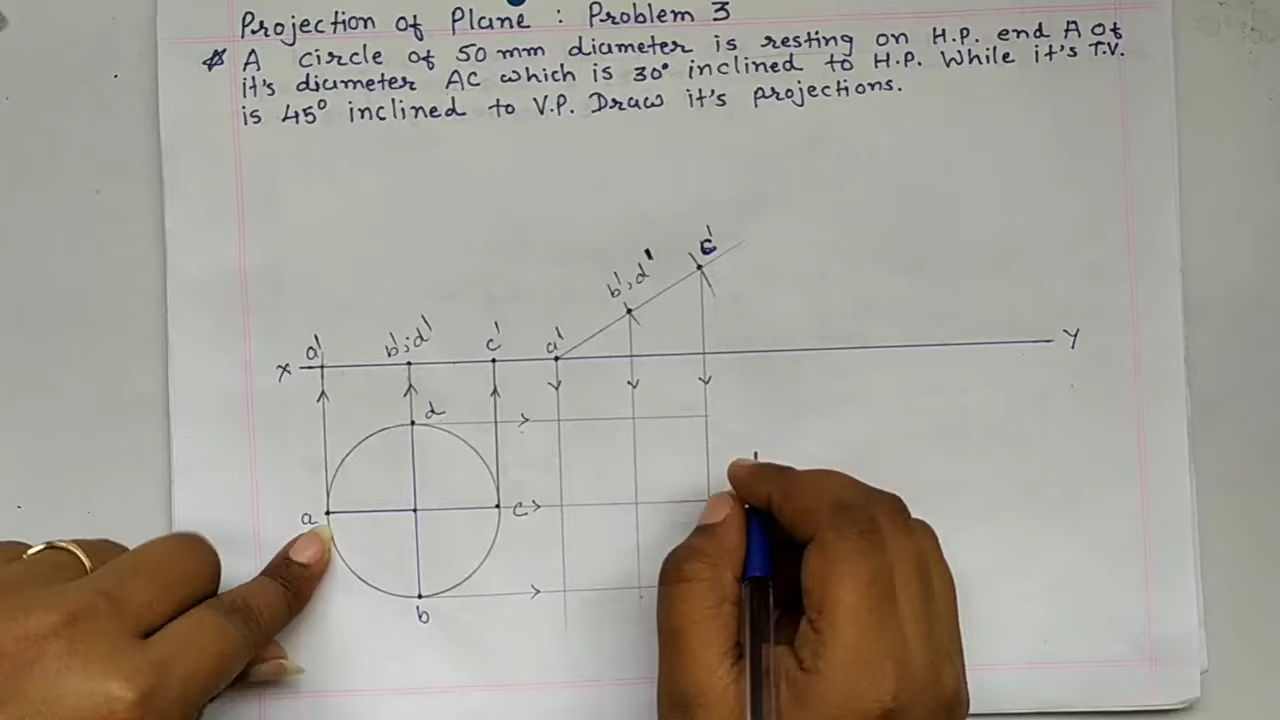 Projection of Plane : Problem 3
* A circle of 50 mm diameter is resting on H.P. end A of
it's diameter AC which is 30° inclined to H.P. While it's T.V.
is 45° inclined to V.P. Draw it's projections.
c'
b',d'
X a' b';d' c' a' Y
d
a c
b